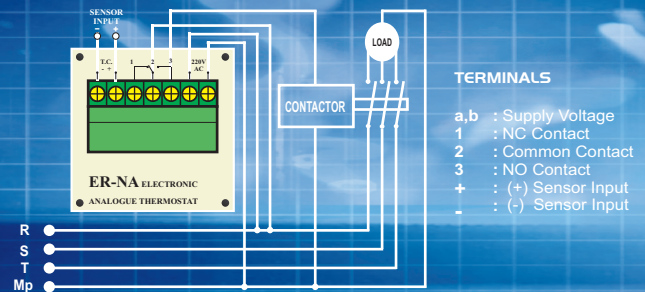 SENSOR
INPUT
- +
T.C.
- +
1 2 3
220V
AC
ER-NA ELECTRONIC
ANALOGUE THERMOSTAT
CONTACTOR
LOAD
R
S
T
Mp
TERMINALS
a,b : Supply Voltage
1 : NC Contact
2 : Common Contact
3 : NO Contact
+ : (+) Sensor Input
- : (-) Sensor Input